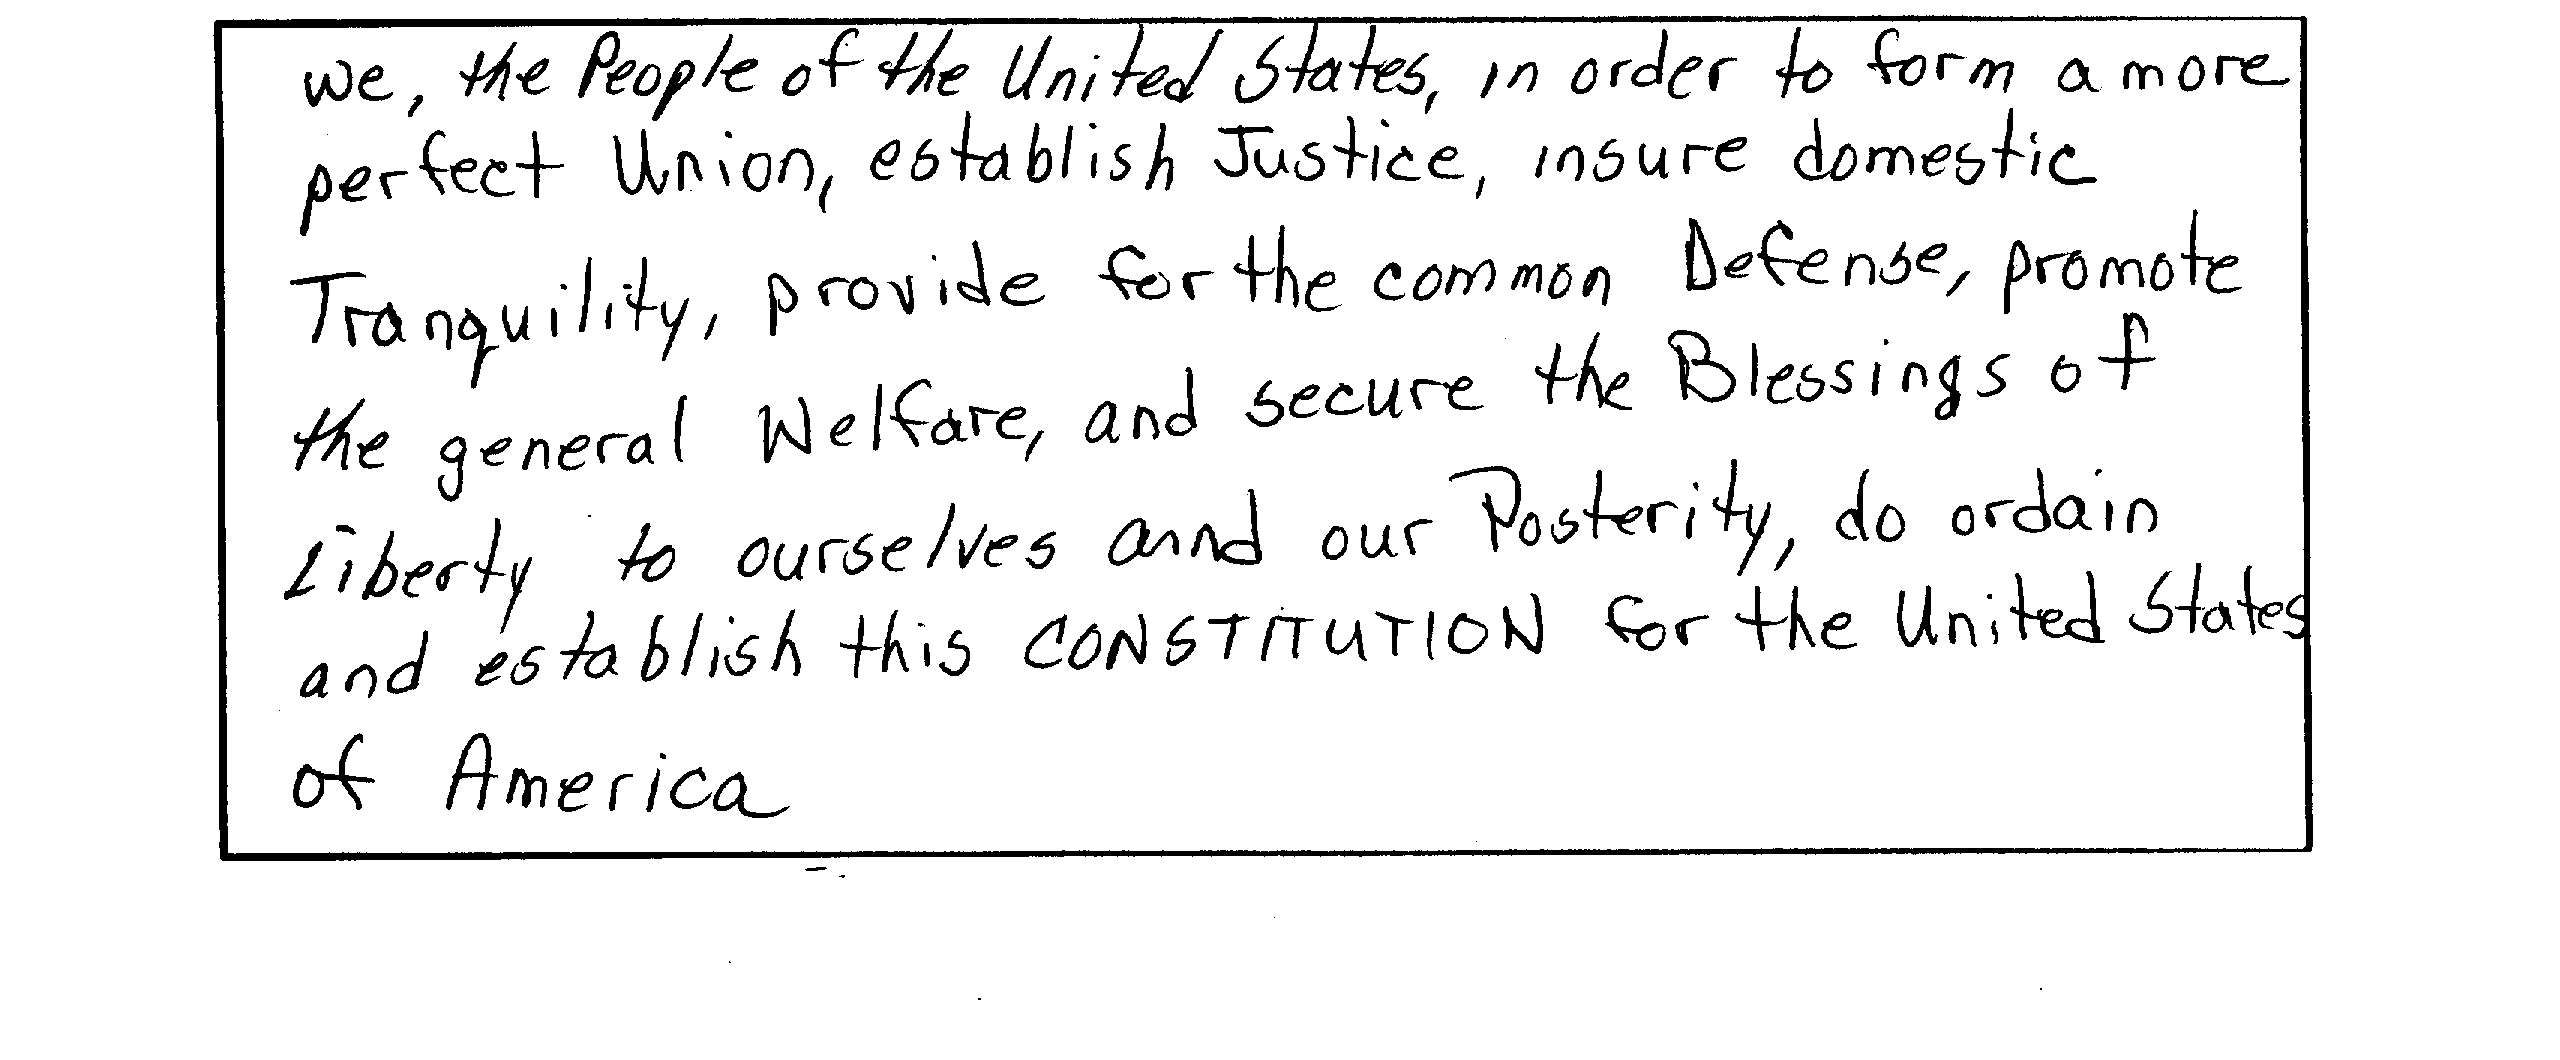 we, the People of the United States, in order to form a more
perfect Union, establish Justice, insure domestic
Tranquility, provide for the common Defense, promote
the general Welfare, and secure the Blessings of
Liberty to ourselves annd our Posterity, do ordain
and establish this CONSTITUTION for the United States
of America